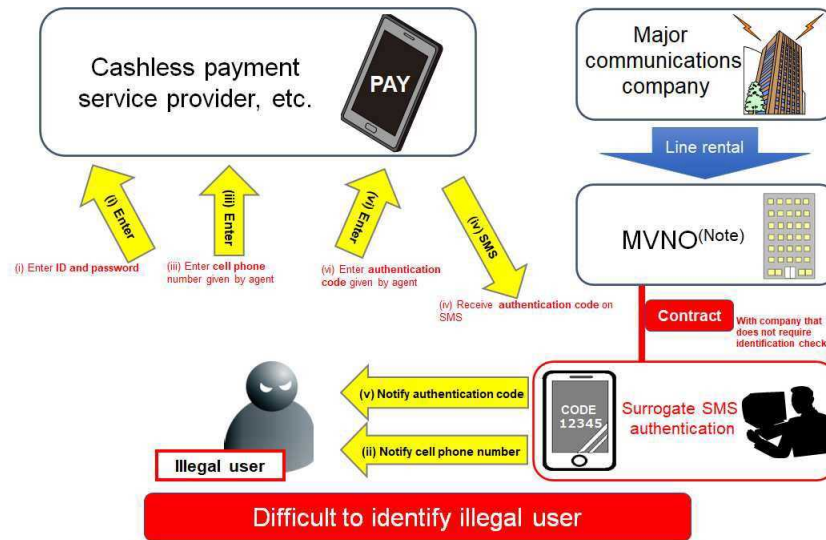 Cashless payment
service provider, etc.
PAY
Major
communications
company
Line rental
MVNO(Note)
(i) Enter
(iii) Enter
(vi) Enter
(iv) SMS
(i) Enter ID and password
(iii) Enter cell phone
number given by agent
(vi) Enter authentication
code given by agent
(iv) Receive authentication code on
SMS
Contract
With company that
does not require
identification check
(v) Notify authentication code
(ii) Notify cell phone number
CODE
12345
Surrogate SMS
authentication
Illegal user
Difficult to identify illegal user